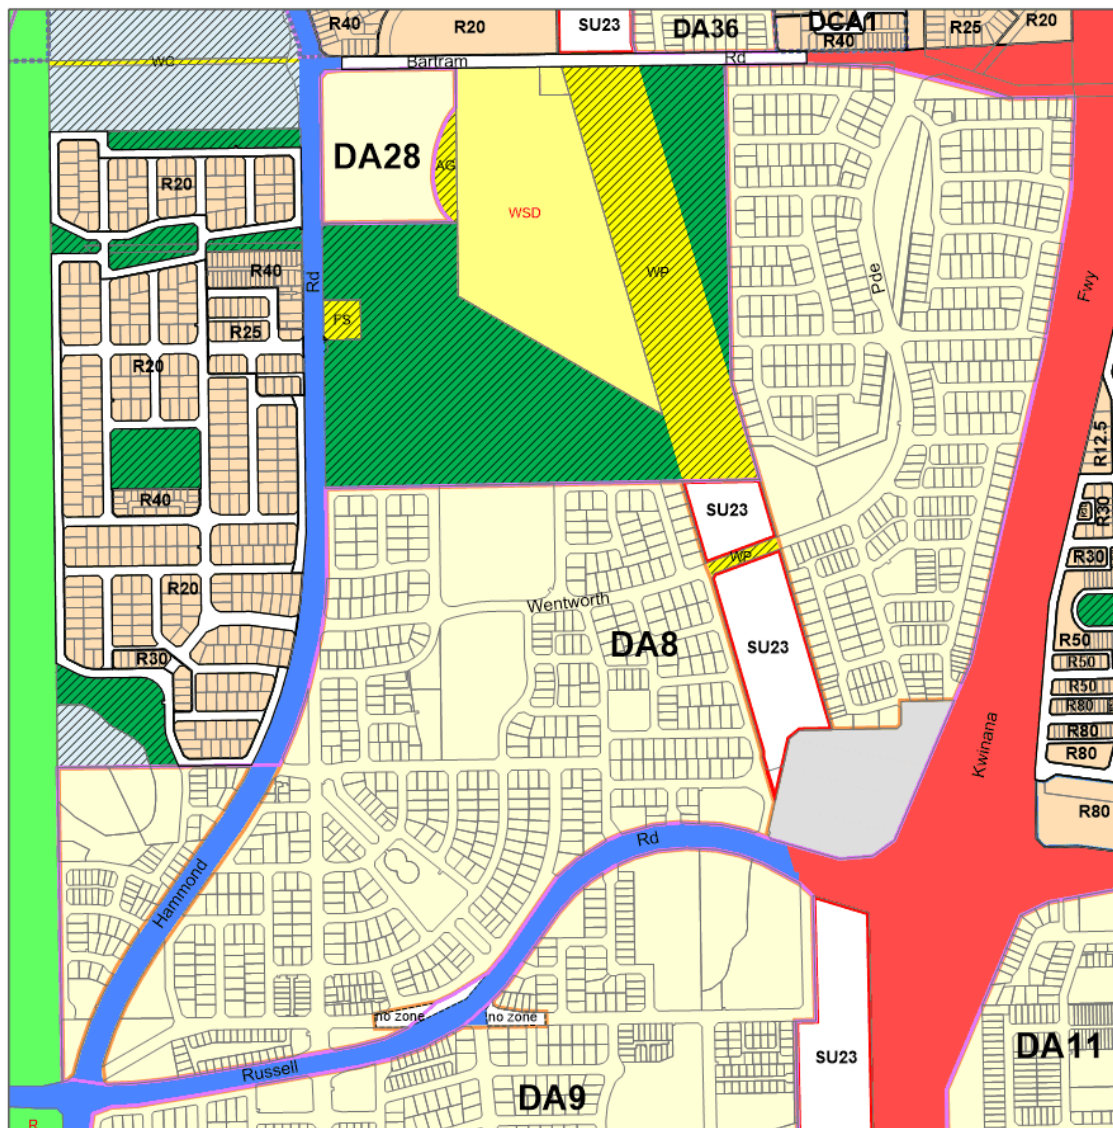 R40
R20
SU23
DA36
DCA1
R40
R25
R20
WC
Bartram
Rd
DA28
AG
R20
WSD
R40
Rd
WP
Pde
Fwy
FS
R25
R20
R12.5
R40
SU23
R30
WP
R30
R20
Wentworth
DA8
SU23
R30
R50
R50
R50
R80
R80
R80
Kwinana
R80
Rd
Hammond
no zone
no zone
SU23
DA11
Russell
DA9
R